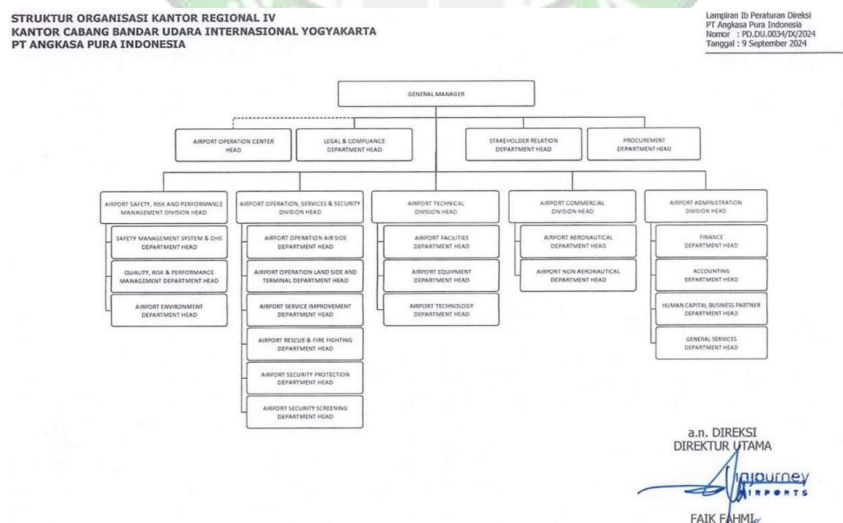 STRUKTUR ORGANISASI KANTOR REGIONAL IV
KANTOR CABANG BANDAR UDARA INTERNASIONAL YOGYAKARTA
PT ANGKASA PURA INDONESIA
Lampiran Ib Peraturan Direksi
PT Angkasa Pura Indonesia
Nomor : PD.DU.0034/IX/2024
Tanggal : 9 September 2024
GENERAL MANAGER
AIRPORT OPERATION CENTER
HEAD
LEGAL & COMPLIANCE
DEPARTMENT HEAD
STAKEHOLDER RELATION
DEPARTMENT HEAD
PROCUREMENT
DEPARTMENT HEAD
AIRPORT SAFETY, RISK AND PERFORMANCE
MANAGEMENT DIVISION HEAD
SAFETY MANAGEMENT SYSTEM & OHS
DEPARTMENT HEAD
QUALITY, RISK & PERFORMANCE
MANAGEMENT DEPARTMENT HEAD
AIRPORT ENVIRONMENT
DEPARTMENT HEAD
AIRPORT OPERATION, SERVICES & SECURITY
DIVISION HEAD
AIRPORT OPERATION AIR SIDE
DEPARTMENT HEAD
AIRPORT OPERATION LAND SIDE AND
TERMINAL DEPARTMENT HEAD
AIRPORT SERVICE IMPROVEMENT
DEPARTMENT HEAD
AIRPORT RESCUE & FIRE FIGHTING
DEPARTMENT HEAD
AIRPORT SECURITY PROTECTION
DEPARTMENT HEAD
AIRPORT SECURITY SCREENING
DEPARTMENT HEAD
AIRPORT TECHNICAL
DIVISION HEAD
AIRPORT FACILITIES
DEPARTMENT HEAD
AIRPORT EQUIPMENT
DEPARTMENT HEAD
AIRPORT TECHNOLOGY
DEPARTMENT HEAD
AIRPORT COMMERCIAL
DIVISION HEAD
AIRPORT AERONAUTICAL
DEPARTMENT HEAD
AIRPORT NON AERONAUTICAL
DEPARTMENT HEAD
AIRPORT ADMINISTRATION
DIVISION HEAD
FINANCE
DEPARTMENT HEAD
ACCOUNTING
DEPARTMENT HEAD
HUMAN CAPITAL BUSINESS PARTNER
DEPARTMENT HEAD
GENERAL SERVICES
DEPARTMENT HEAD
a.n. DIREKSI
DIREKTUR UTAMA
injourney
AIRPORTS
FAIK FAHMI